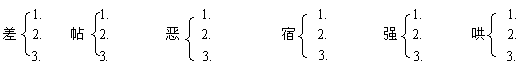 1. 1. 1. 1. 1. 1.
差 2. 帖 2. 恶 2. 宿 2. 强 2. 哄 2.
3. 3. 3. 3. 3. 3.